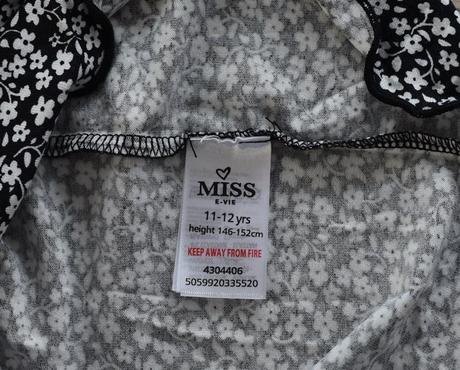 MISS
E-VIE
11-12 yrs
height 146-152cm
KEEP AWAY FROM FIRE
4304406
5059920335520